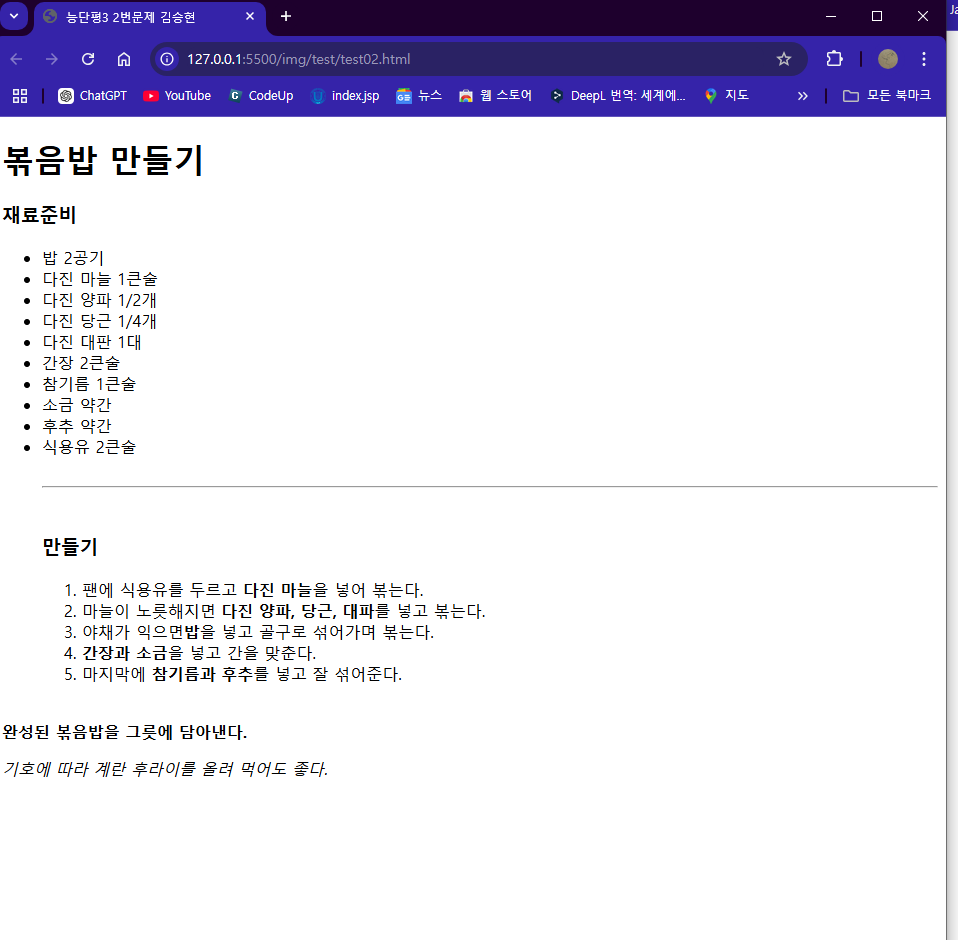 능단평3 2번문제 김승현
Ja
127.0.0.1:5500/img/test/test02.html
ChatGPT YouTube CodeUp index.jsp 뉴스 웹 스토어 DeepL 번역: 세계에... 지도 모든 북마크
볶음밥 만들기
재료준비
밥 2공기
다진 마늘 1큰술
다진 양파 1/2개
다진 당근 1/4개
다진 대판 1대
간장 2큰술
참기름 1큰술
소금 약간
후추 약간
식용유 2큰술
만들기
1. 팬에 식용유를 두르고 다진 마늘을 넣어 볶는다.
2. 마늘이 노릇해지면 다진 양파, 당근, 대파를 넣고 볶는다.
3. 야채가 익으면밥을 넣고 골구로 섞어가며 볶는다.
4. 간장과 소금을 넣고 간을 맞춘다.
5. 마지막에 참기름과 후추를 넣고 잘 섞어준다.
완성된 볶음밥을 그릇에 담아낸다.
기호에 따라 계란 후라이를 올려 먹어도 좋다.